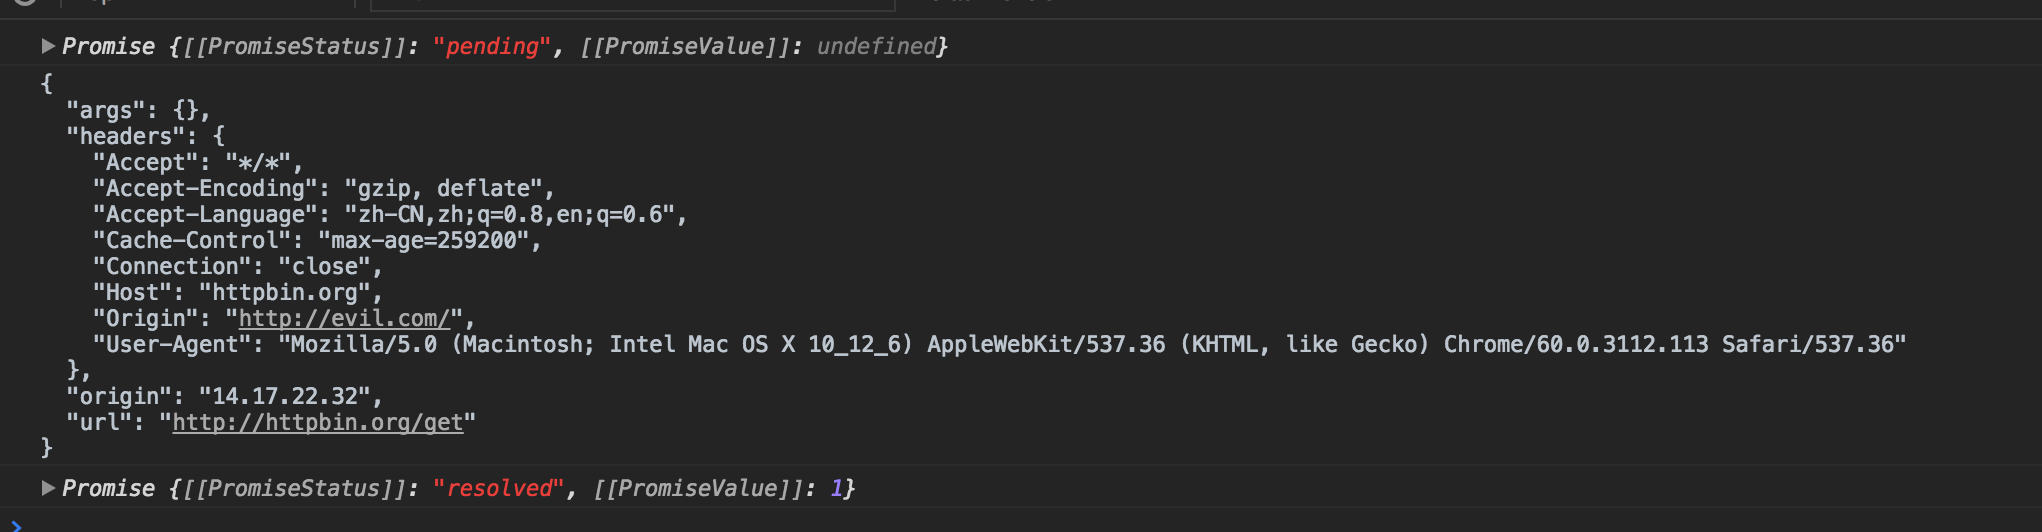 Promise {[[PromiseStatus]]: "pending", [[PromiseValue]]: undefined}
{
  "args": {},
  "headers": {
    "Accept": "*/*",
    "Accept-Encoding": "gzip, deflate",
    "Accept-Language": "zh-CN,zh;q=0.8,en;q=0.6",
    "Cache-Control": "max-age=259200",
    "Connection": "close",
    "Host": "httpbin.org",
    "Origin": "http://evil.com/",
    "User-Agent": "Mozilla/5.0 (Macintosh; Intel Mac OS X 10_12_6) AppleWebKit/537.36 (KHTML, like Gecko) Chrome/60.0.3112.113 Safari/537.36"
  },
  "origin": "14.17.22.32",
  "url": "http://httpbin.org/get"
}
Promise {[[PromiseStatus]]: "resolved", [[PromiseValue]]: 1}